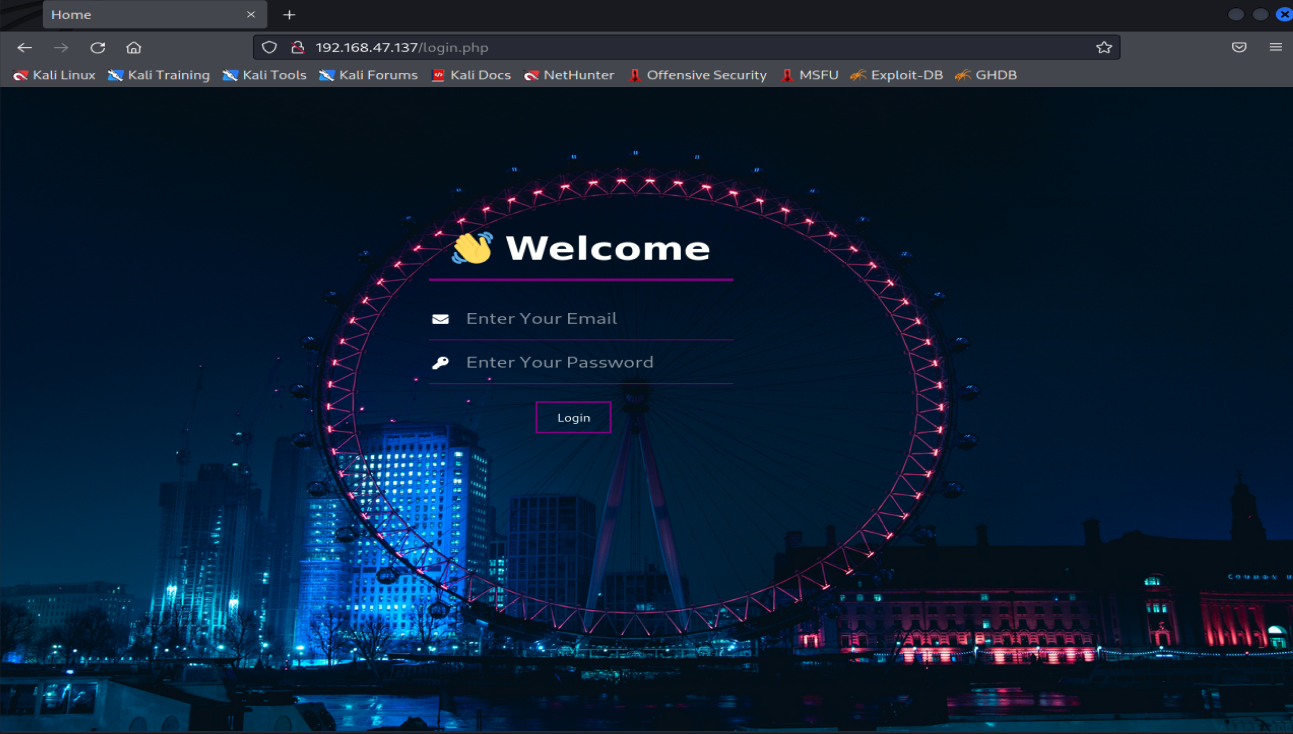 Home
192.168.47.137/login.php
Kali Linux Kali Training Kali Tools Kali Forums Kali Docs NetHunter Offensive Security MSFU Exploit-DB GHDB
👋 Welcome
Enter Your Email
Enter Your Password
Login